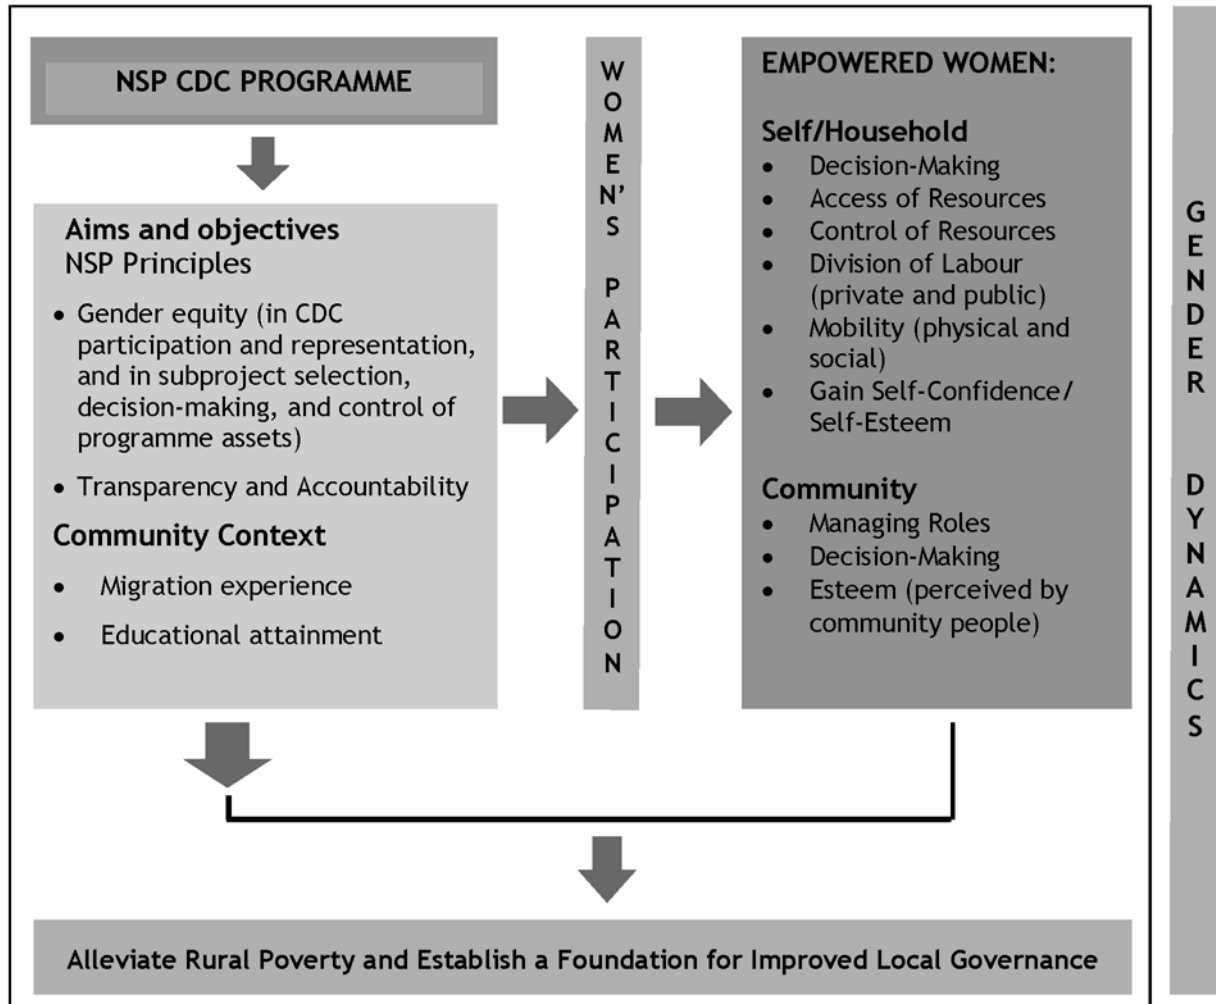 NSP CDC PROGRAMME
Aims and objectives
NSP Principles
• Gender equity (in CDC
participation and representation,
and in subproject selection,
decision-making, and control of
programme assets)
• Transparency and Accountability
Community Context
• Migration experience
• Educational attainment
WOMEN'S PARTICIPATION
EMPOWERED WOMEN:
Self/Household
• Decision-Making
• Access of Resources
• Control of Resources
• Division of Labour
(private and public)
• Mobility (physical and
social)
• Gain Self-Confidence/
Self-Esteem
Community
• Managing Roles
• Decision-Making
• Esteem (perceived by
community people)
GENDER DYNAMICS
Alleviate Rural Poverty and Establish a Foundation for Improved Local Governance